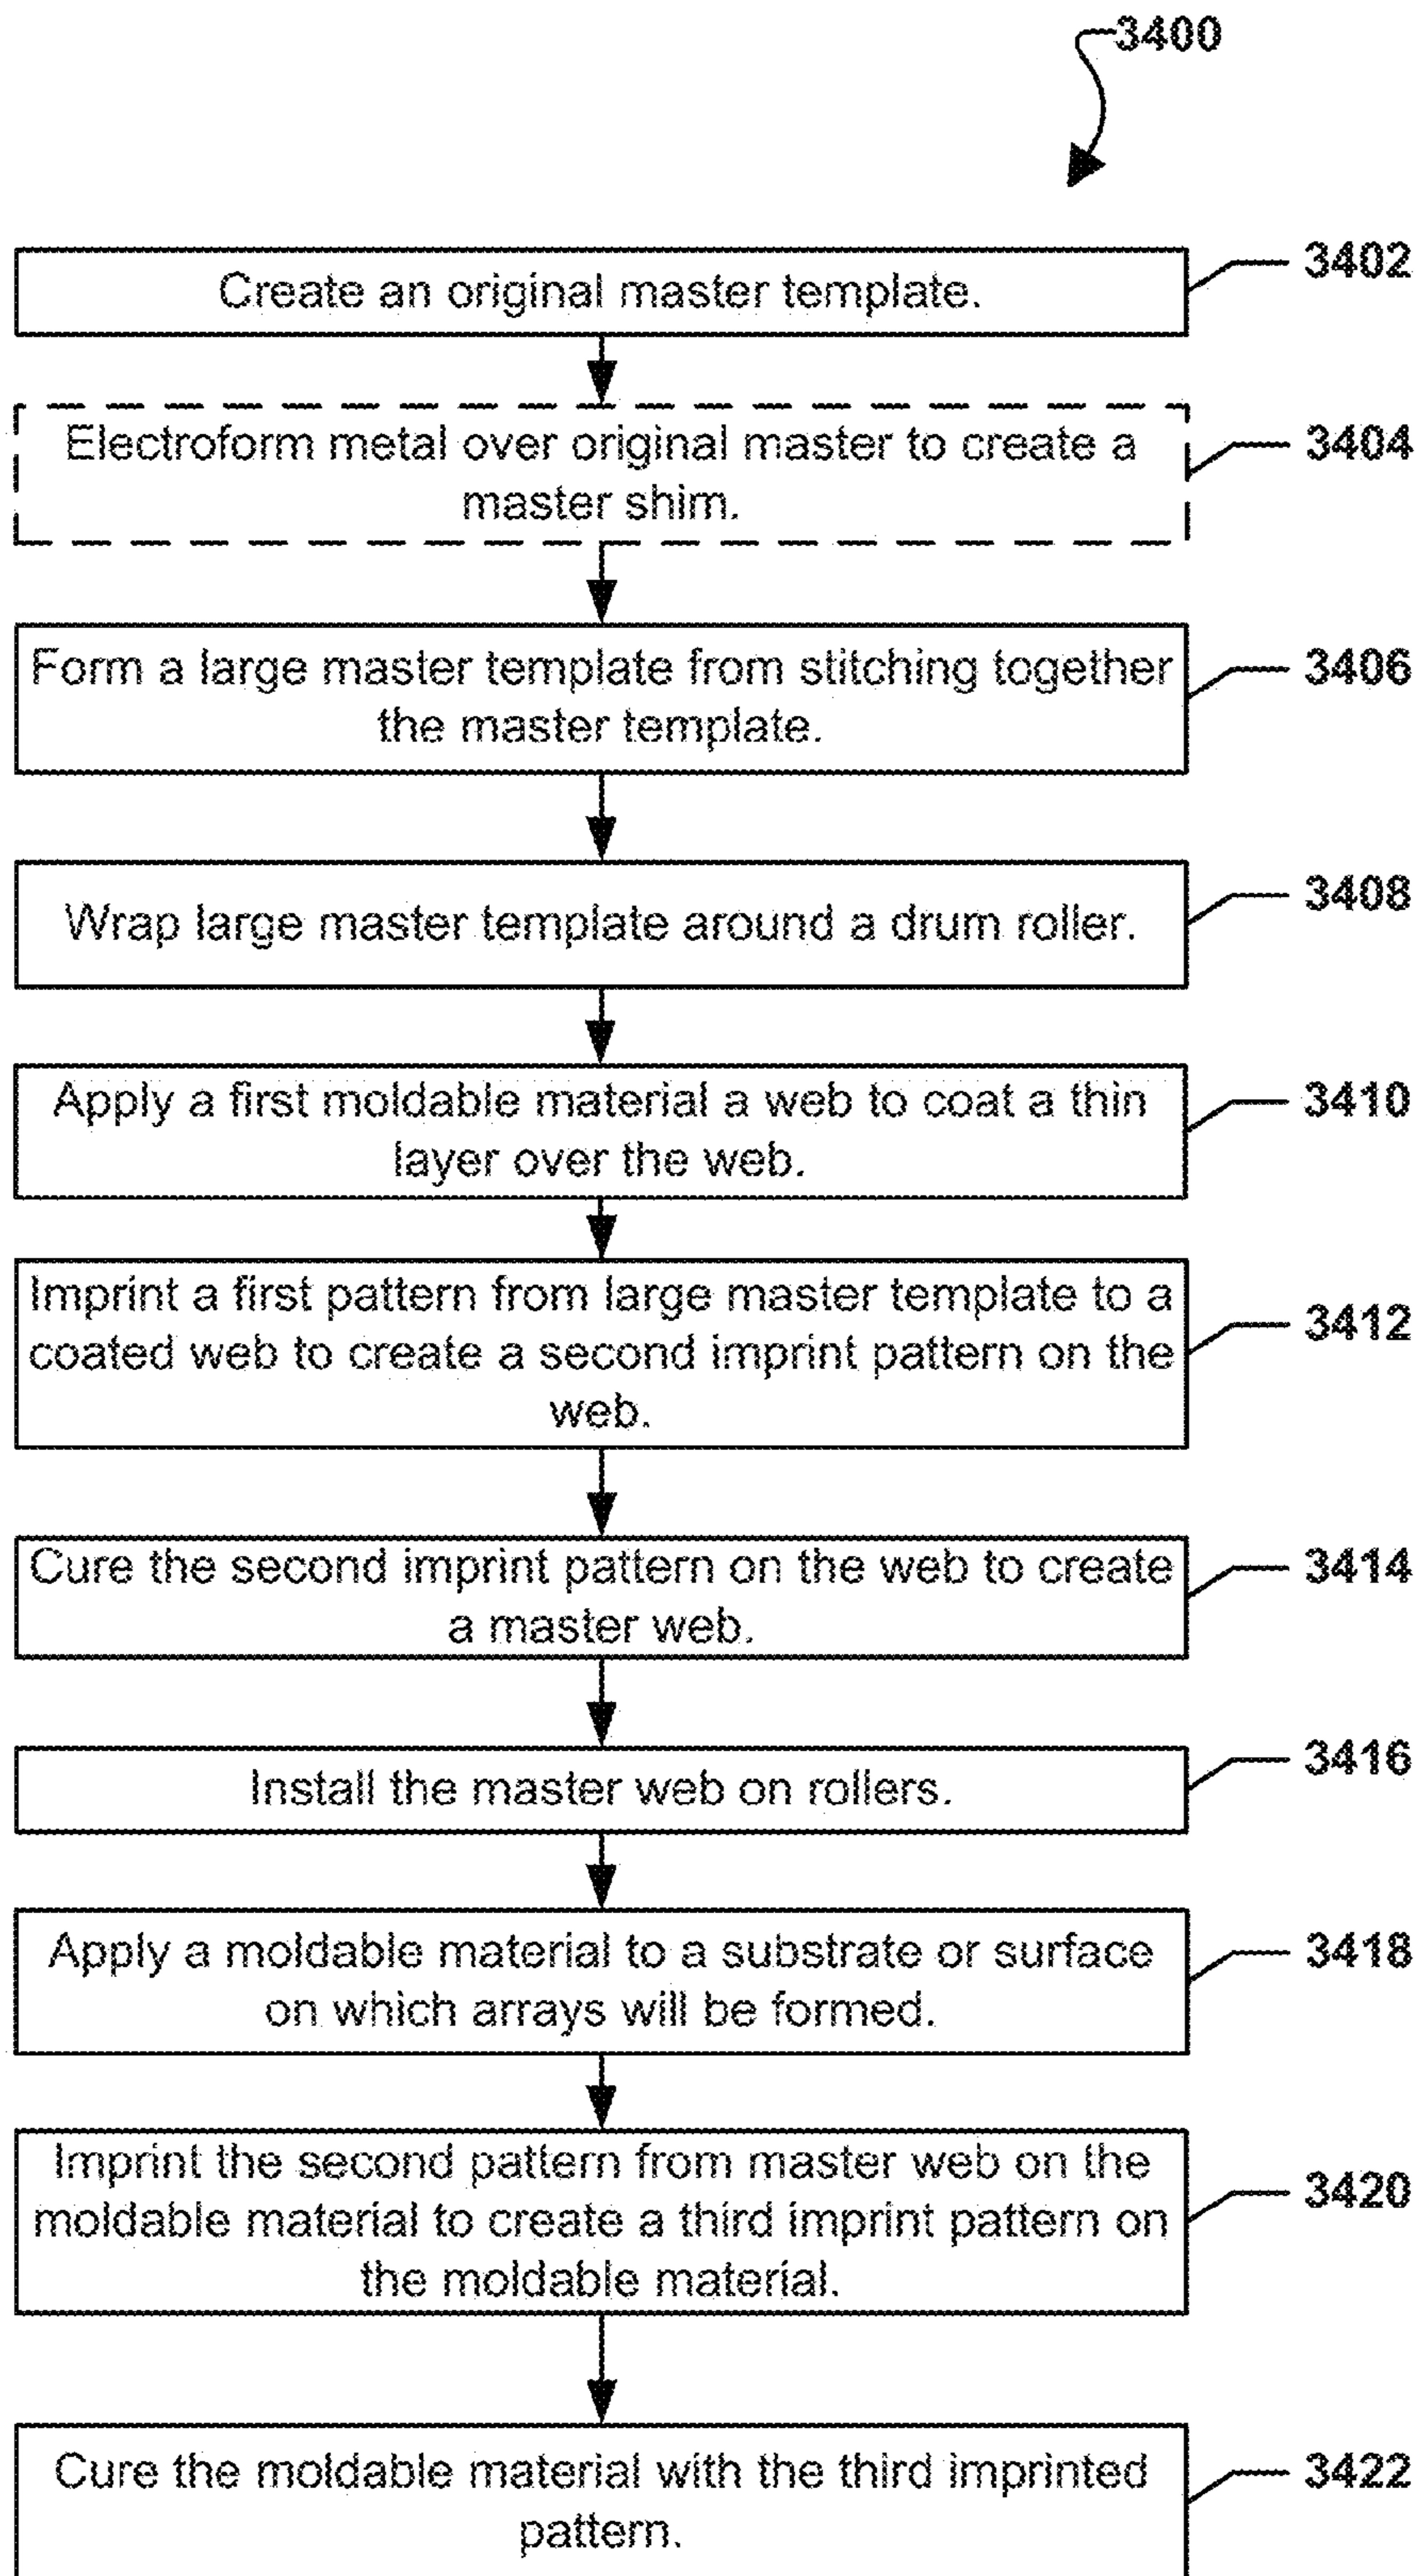 3400
Create an original master template.
3402
Electroform metal over original master to create a
master shim.
3404
Form a large master template from stitching together
the master template.
3406
Wrap large master template around a drum roller.
3408
Apply a first moldable material a web to coat a thin
layer over the web.
3410
Imprint a first pattern from large master template to a
coated web to create a second imprint pattern on the
web.
3412
Cure the second imprint pattern on the web to create
a master web.
3414
Install the master web on rollers.
3416
Apply a moldable material to a substrate or surface
on which arrays will be formed.
3418
Imprint the second pattern from master web on the
moldable material to create a third imprint pattern on
the moldable material.
3420
Cure the moldable material with the third imprinted
pattern.
3422